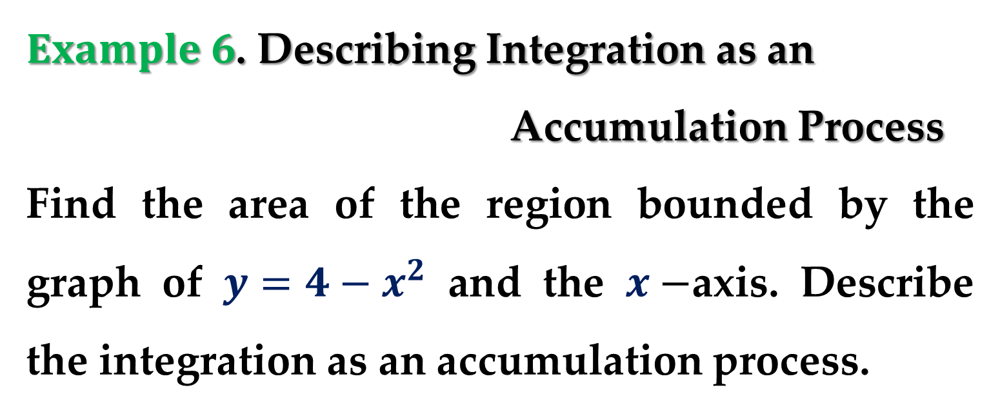 Example 6. Describing Integration as an
Accumulation Process
Find the area of the region bounded by the
graph of y = 4 − x² and the x −axis. Describe
the integration as an accumulation process.